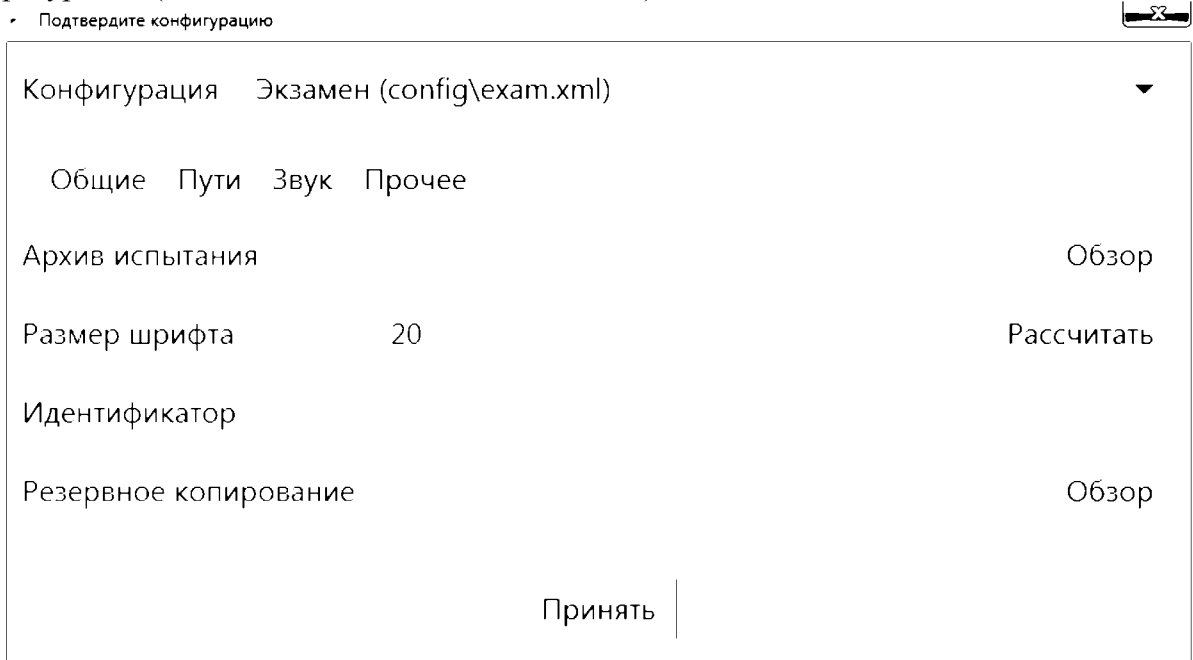 Подтвердите конфигурацию
Конфигурация Экзамен (config\exam.xml)
Общие Пути Звук Прочее
Архив испытания Обзор
Размер шрифта 20 Рассчитать
Идентификатор
Резервное копирование Обзор
Принять